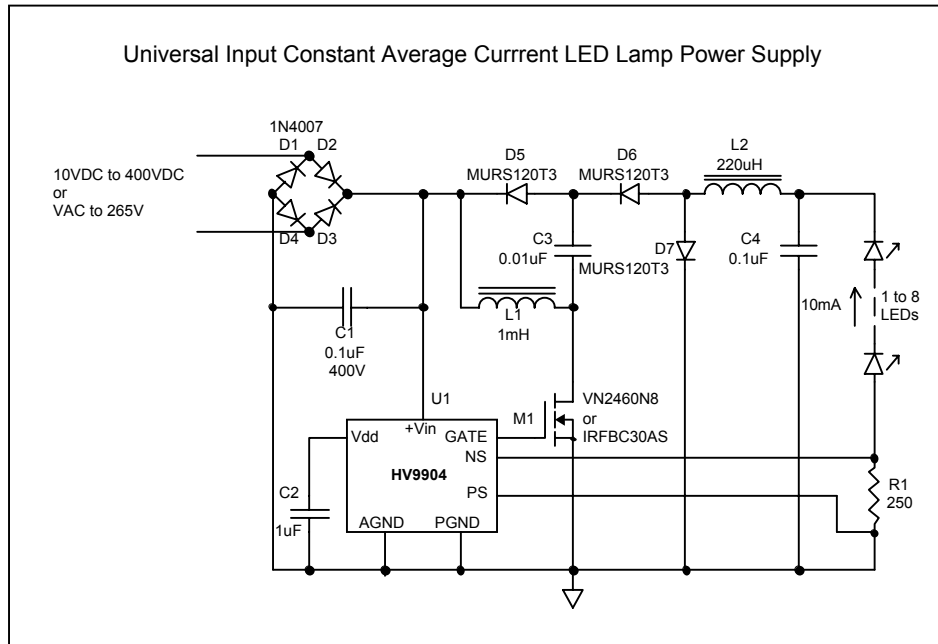 Universal Input Constant Average Currrent LED Lamp Power Supply
1N4007
D1 D2
10VDC to 400VDC
or
VAC to 265V
D4 D3
D5
MURS120T3
D6
MURS120T3
L2
220uH
C3
0.01uF
D7
MURS120T3
C4
0.1uF
10mA
1 to 8
LEDs
L1
1mH
C1
0.1uF
400V
U1
+Vin
Vdd
GATE
NS
HV9904
PS
AGND PGND
M1
VN2460N8
or
IRFBC30AS
C2
1uF
R1
250